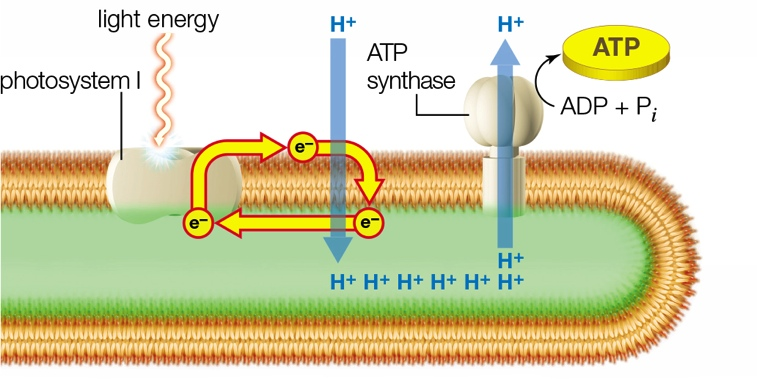 light energy
H+
H+
ATP
synthase
ATP
photosystem I
ADP + Pi
e–
e–
e–
H+
H+ H+ H+ H+ H+ H+